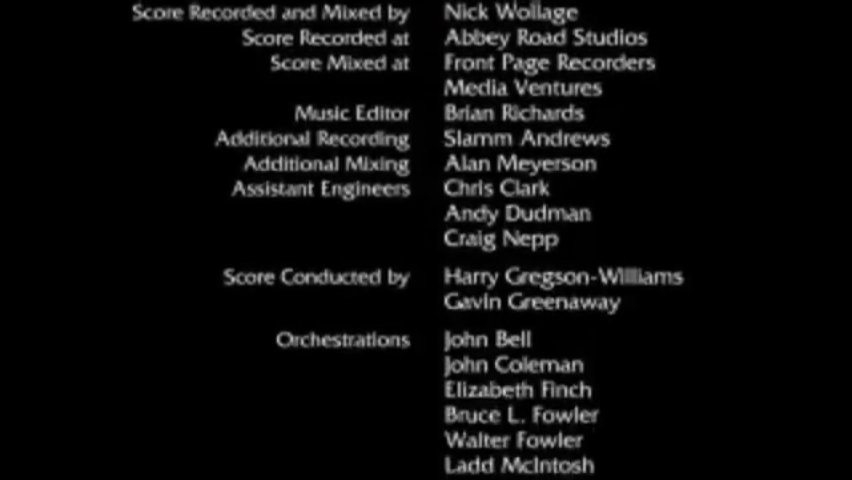 Score Recorded and Mixed by Nick Wollage
Score Recorded at Abbey Road Studios
Score Mixed at Front Page Recorders
Media Ventures
Music Editor Brian Richards
Additional Recording Slamm Andrews
Additional Mixing Alan Meyerson
Assistant Engineers Chris Clark
Andy Dudman
Craig Nepp
Score Conducted by Harry Gregson-Williams
Gavin Greenaway
Orchestrations John Bell
John Coleman
Elizabeth Finch
Bruce L. Fowler
Walter Fowler
Ladd McIntosh